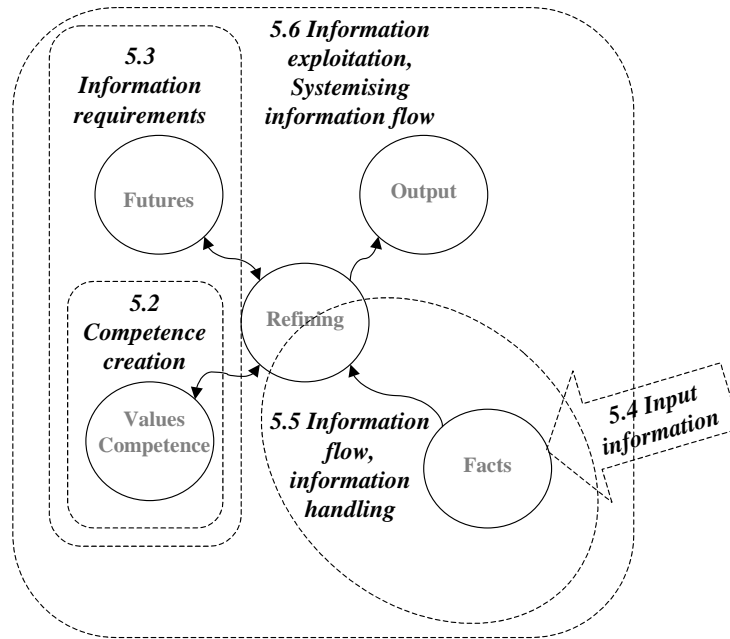 5.3
Information
requirements
5.6 Information
exploitation,
Systemising
information flow
Futures
Output
5.2
Competence
creation
Refining
Values
Competence
5.5 Information
flow,
information
handling
Facts
5.4 Input
information